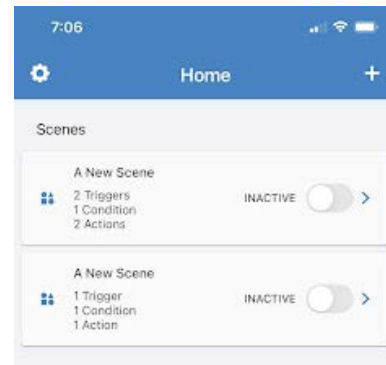 7:06
Home
+
Scenes
A New Scene
2 Triggers
1 Condition
2 Actions
INACTIVE
A New Scene
1 Trigger
1 Condition
1 Action
INACTIVE